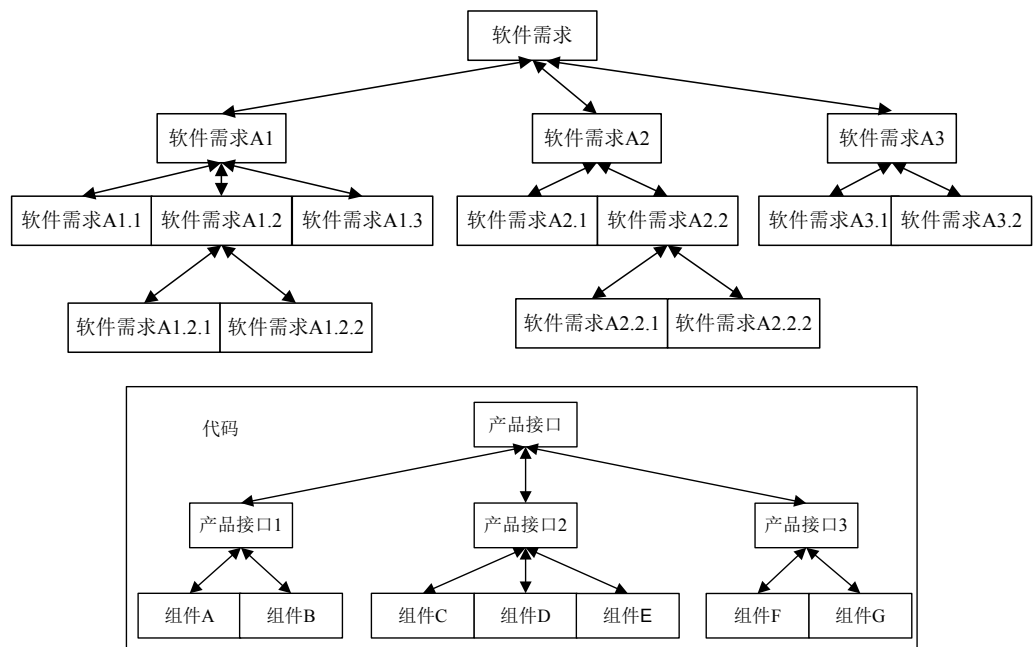 软件需求
软件需求A1
软件需求A2
软件需求A3
软件需求A1.1
软件需求A1.2
软件需求A1.3
软件需求A2.1
软件需求A2.2
软件需求A3.1
软件需求A3.2
软件需求A1.2.1
软件需求A1.2.2
软件需求A2.2.1
软件需求A2.2.2
代码
产品接口
产品接口1
产品接口2
产品接口3
组件A
组件B
组件C
组件D
组件E
组件F
组件G